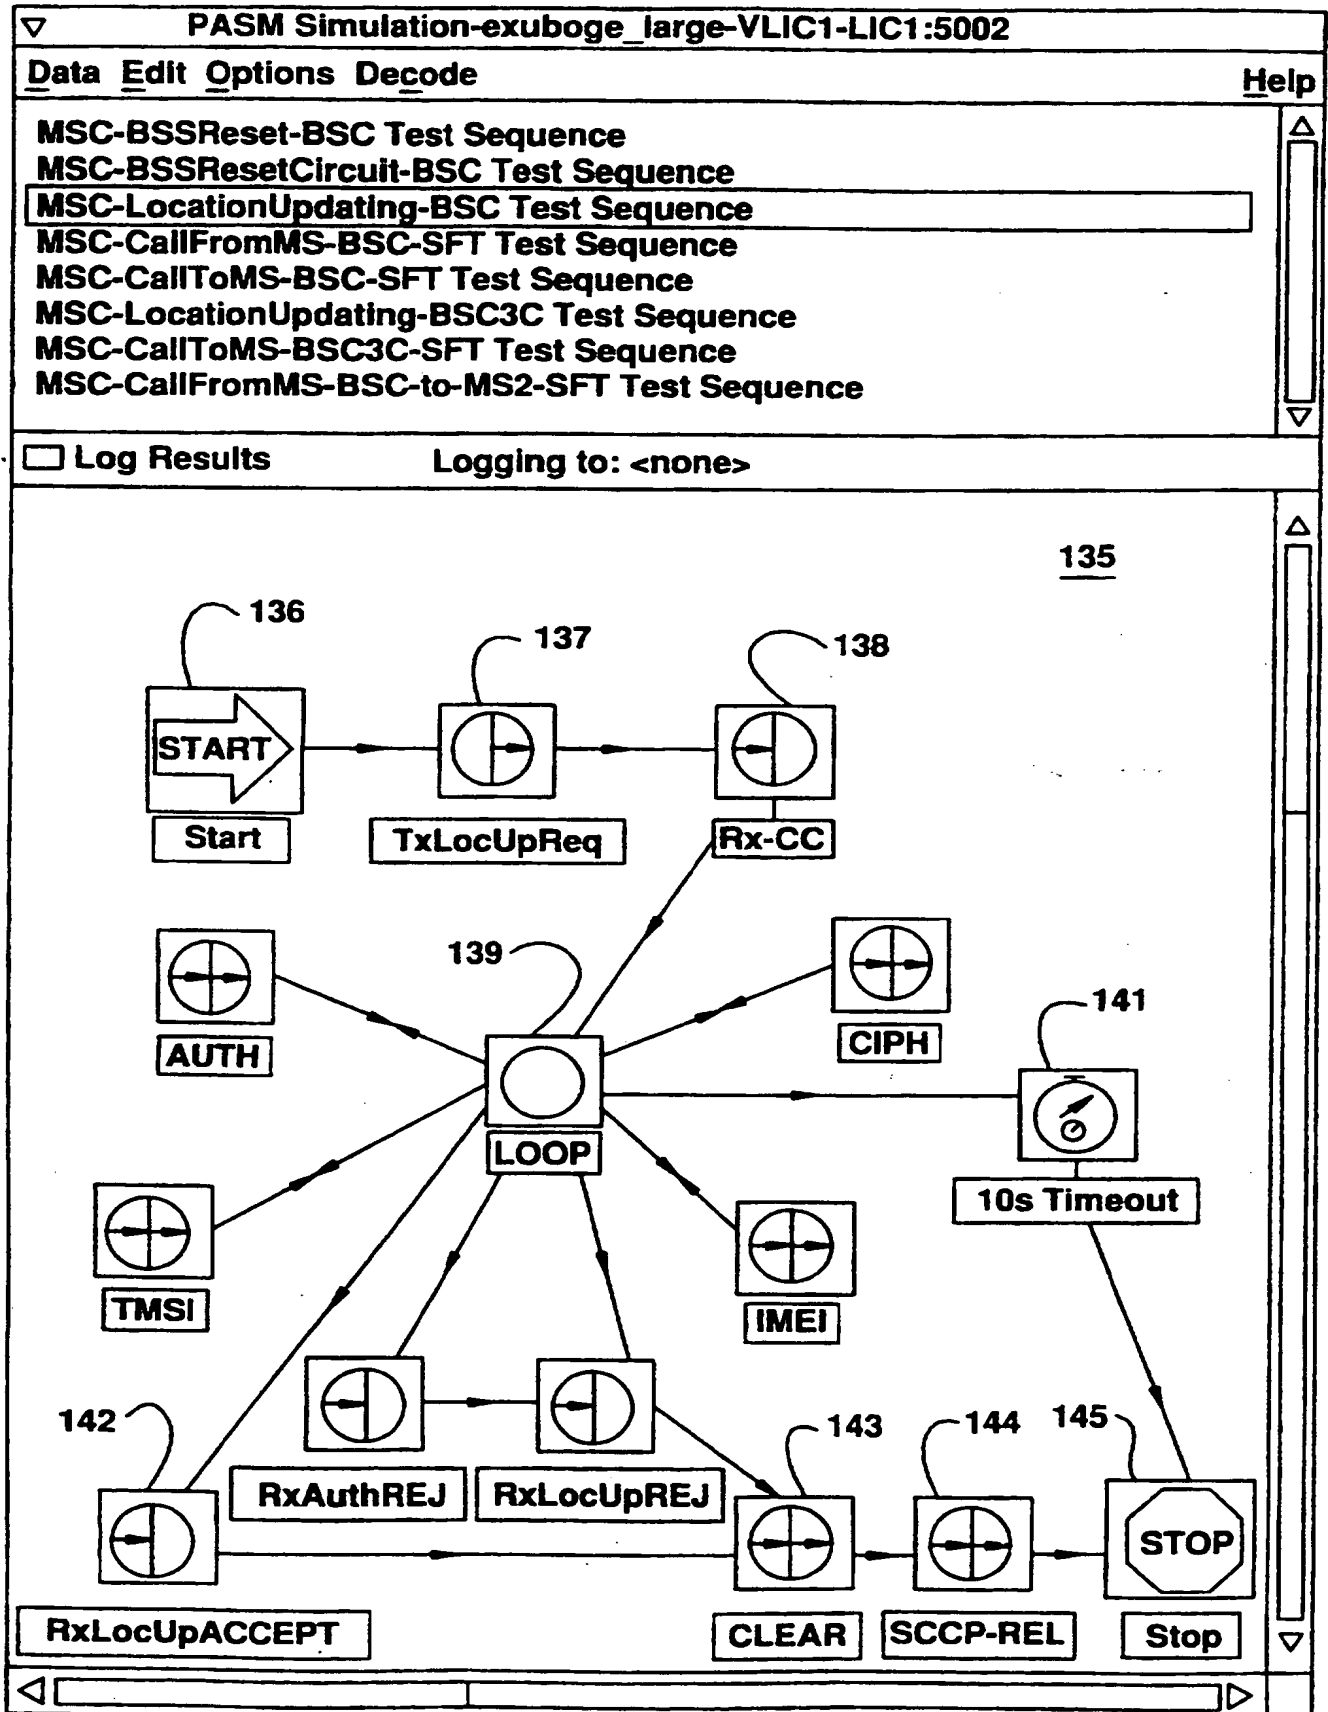 PASM Simulation-exuboge_large-VLIC1-LIC1:5002
Data Edit Options Decode Help
MSC-BSSReset-BSC Test Sequence
MSC-BSSResetCircuit-BSC Test Sequence
MSC-LocationUpdating-BSC Test Sequence
MSC-CallFromMS-BSC-SFT Test Sequence
MSC-CallToMS-BSC-SFT Test Sequence
MSC-LocationUpdating-BSC3C Test Sequence
MSC-CallToMS-BSC3C-SFT Test Sequence
MSC-CallFromMS-BSC-to-MS2-SFT Test Sequence
Log Results Logging to: <none>
135
136
137
138
START
Start
TxLocUpReq
Rx-CC
139
141
AUTH
CIPH
LOOP
10s Timeout
TMSI
IMEI
142
143
144
145
RxAuthREJ
RxLocUpREJ
STOP
RxLocUpACCEPT
CLEAR
SCCP-REL
Stop